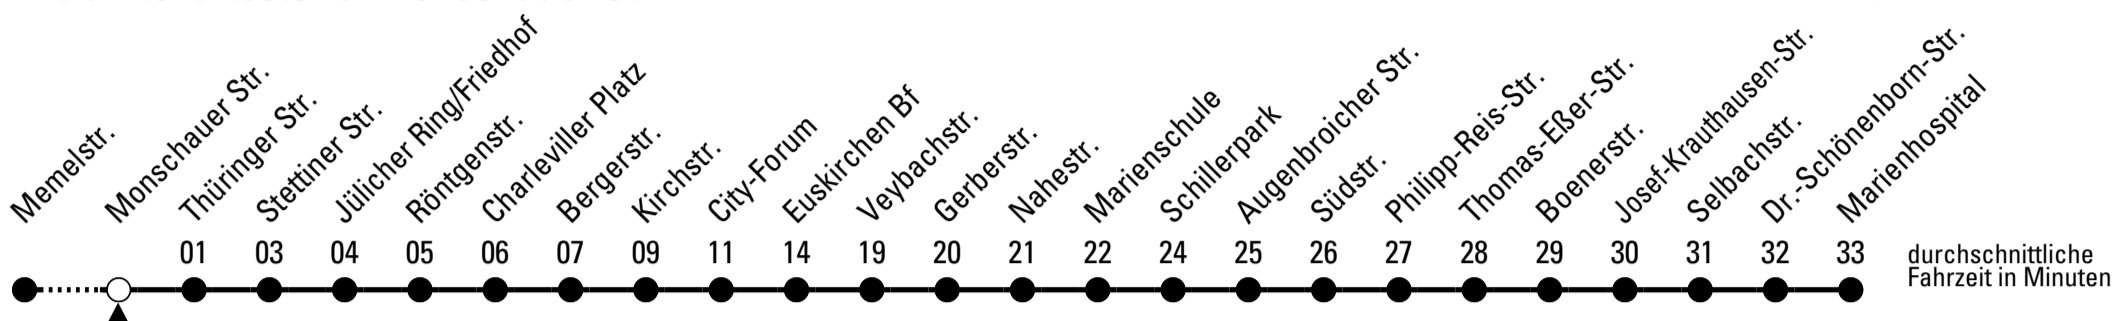 Memelstr.
Monschauer Str.
Thüringer Str.
Stettiner Str.
Jülicher Ring/Friedhof
Röntgenstr.
Charleviller Platz
Bergerstr.
Kirchstr.
City-Forum
Euskirchen Bf
Veybachstr.
Gerberstr.
Nahestr.
Marienschule
Schillerpark
Augenbroicher Str.
Südstr.
Philipp-Reis-Str.
Thomas-Eßer-Str.
Boenerstr.
Josef-Krauthausen-Str.
Selbachstr.
Dr.-Schönenborn-Str.
Marienhospital
01 03 04 05 06 07 09 11 14 19 20 21 22 24 25 26 27 28 29 30 31 32 33
durchschnittliche
Fahrzeit in Minuten